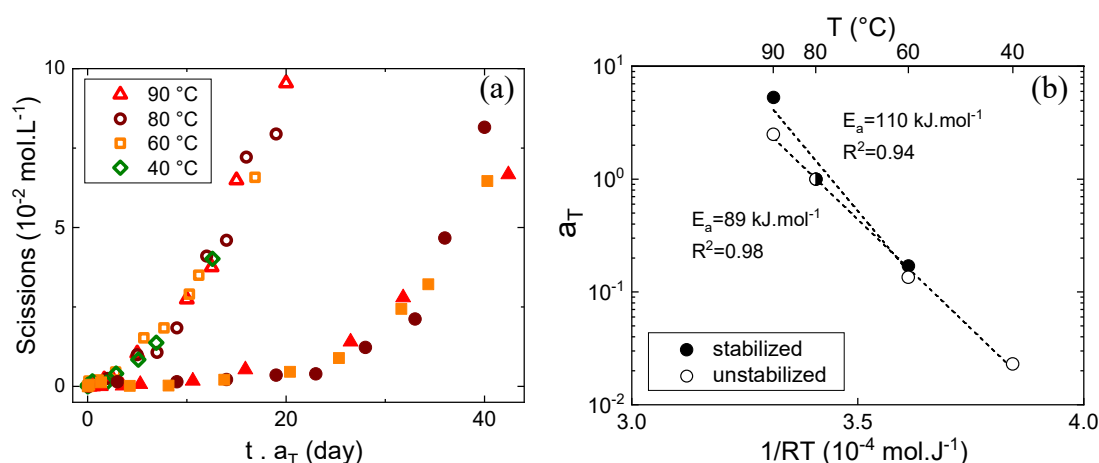 (a)
90 °C
80 °C
60 °C
40 °C
10
5
0
0 20 40
Scissions (10⁻² mol.L⁻¹)
t . a_T (day)
T (°C)
90 80 60 40
(b)
10¹
10⁰
10⁻¹
10⁻²
a_T
E_a=110 kJ.mol⁻¹
R²=0.94
E_a=89 kJ.mol⁻¹
R²=0.98
stabilized
unstabilized
3.0 3.5 4.0
1/RT (10⁻⁴ mol.J⁻¹)